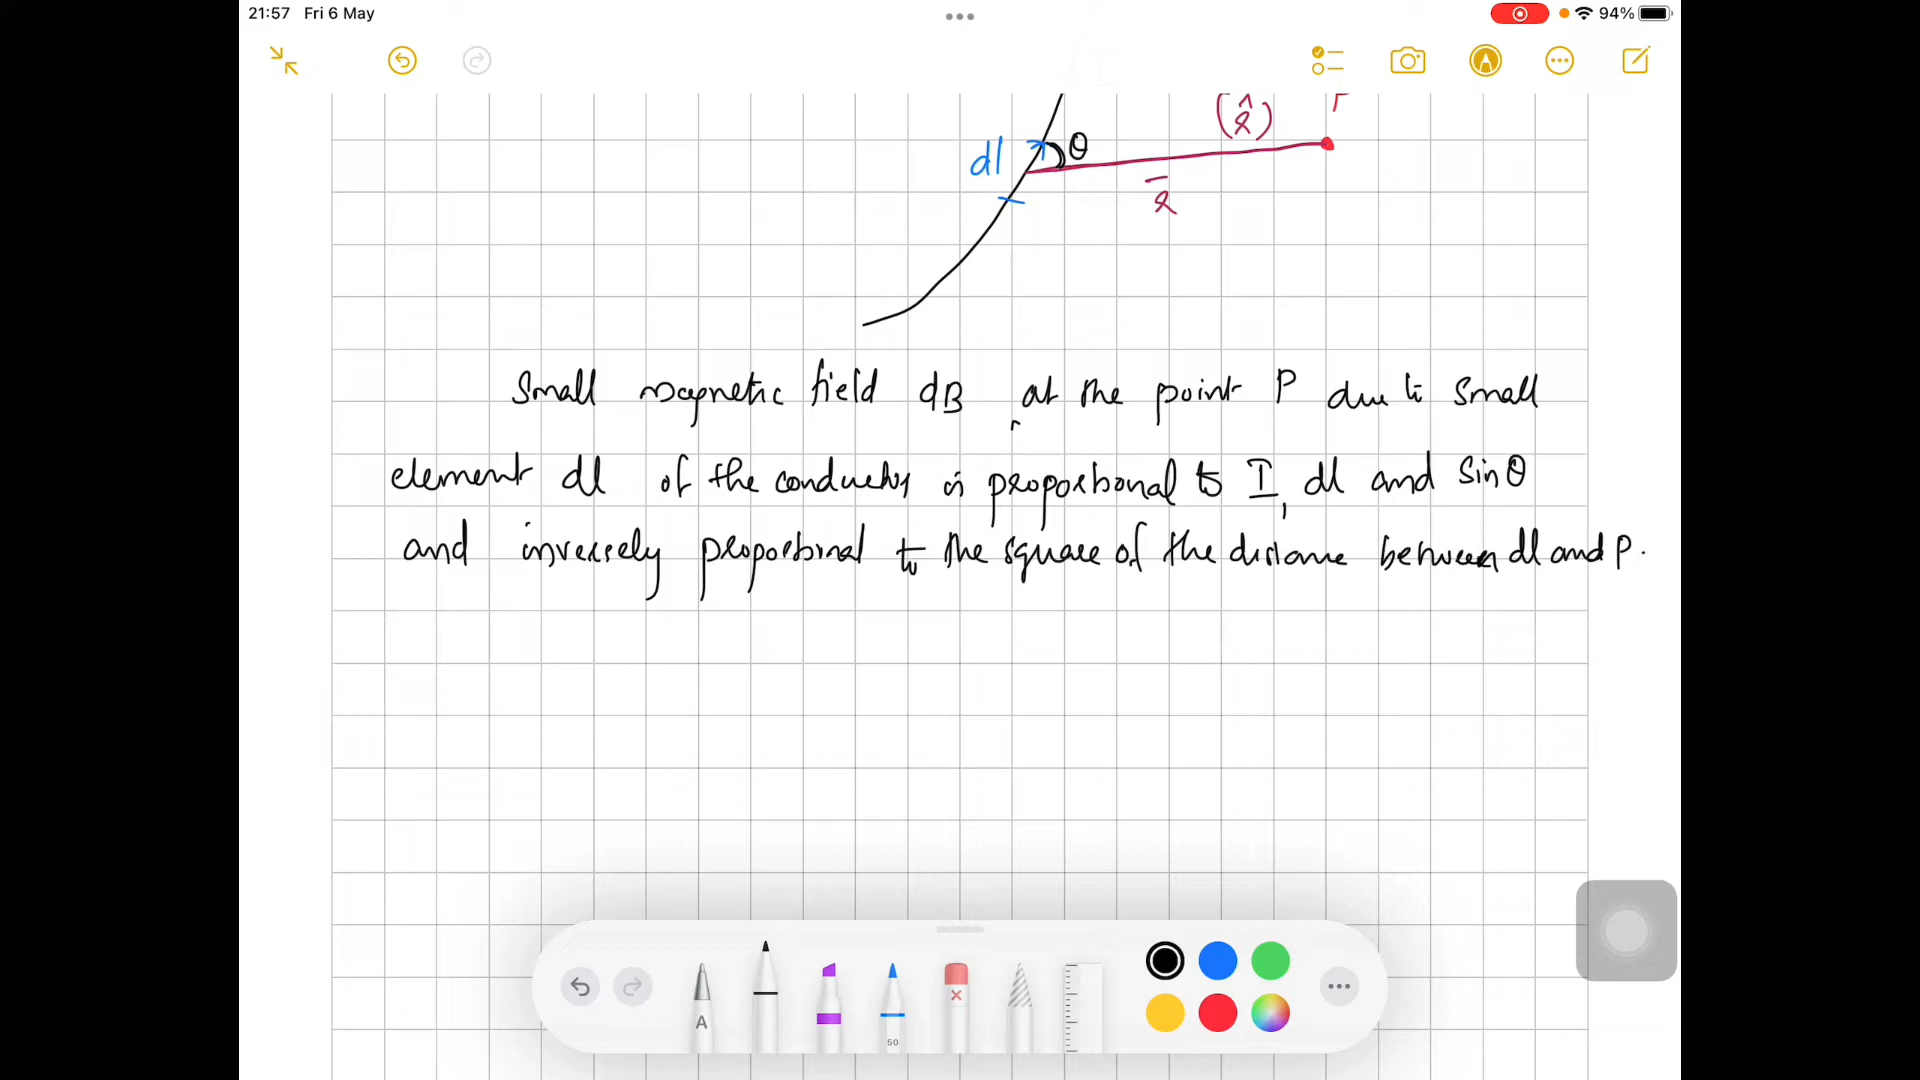 21:57 Fri 6 May
94%
(r̂)
P
dl
θ
r̄
Small magnetic field dB, at the point P due to small
element dl of the conductor is proportional to I, dl and sinθ
and inversely proportional to the square of the distance between dl and P.
A
50